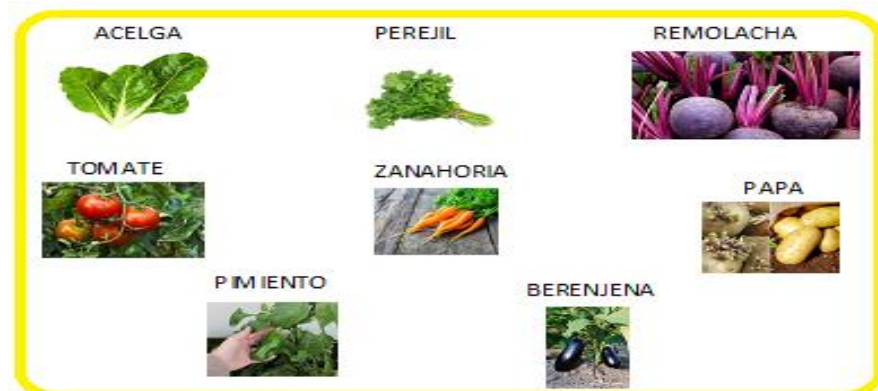 ACELGA
PEREJIL
REMOLACHA
TOMATE
ZANAHORIA
PAPA
PIMIENTO
BERENJENA